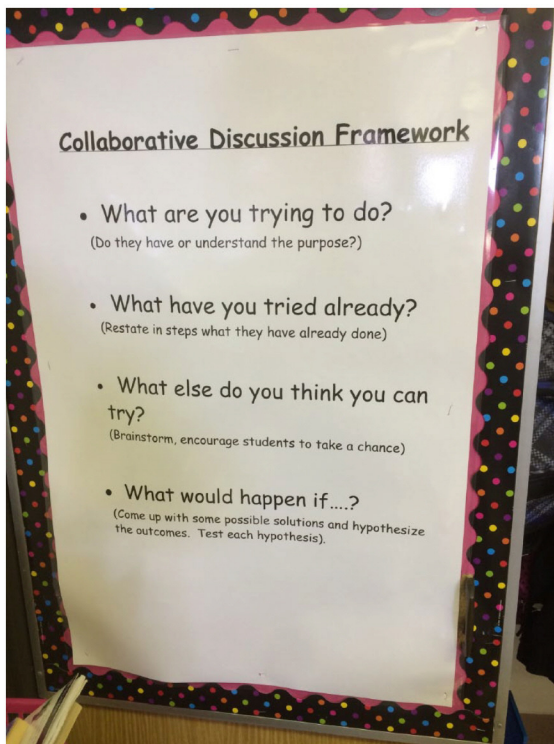 Collaborative Discussion Framework
• What are you trying to do?
(Do they have or understand the purpose?)
• What have you tried already?
(Restate in steps what they have already done)
• What else do you think you can
try?
(Brainstorm, encourage students to take a chance)
• What would happen if....?
(Come up with some possible solutions and hypothesize
the outcomes. Test each hypothesis).